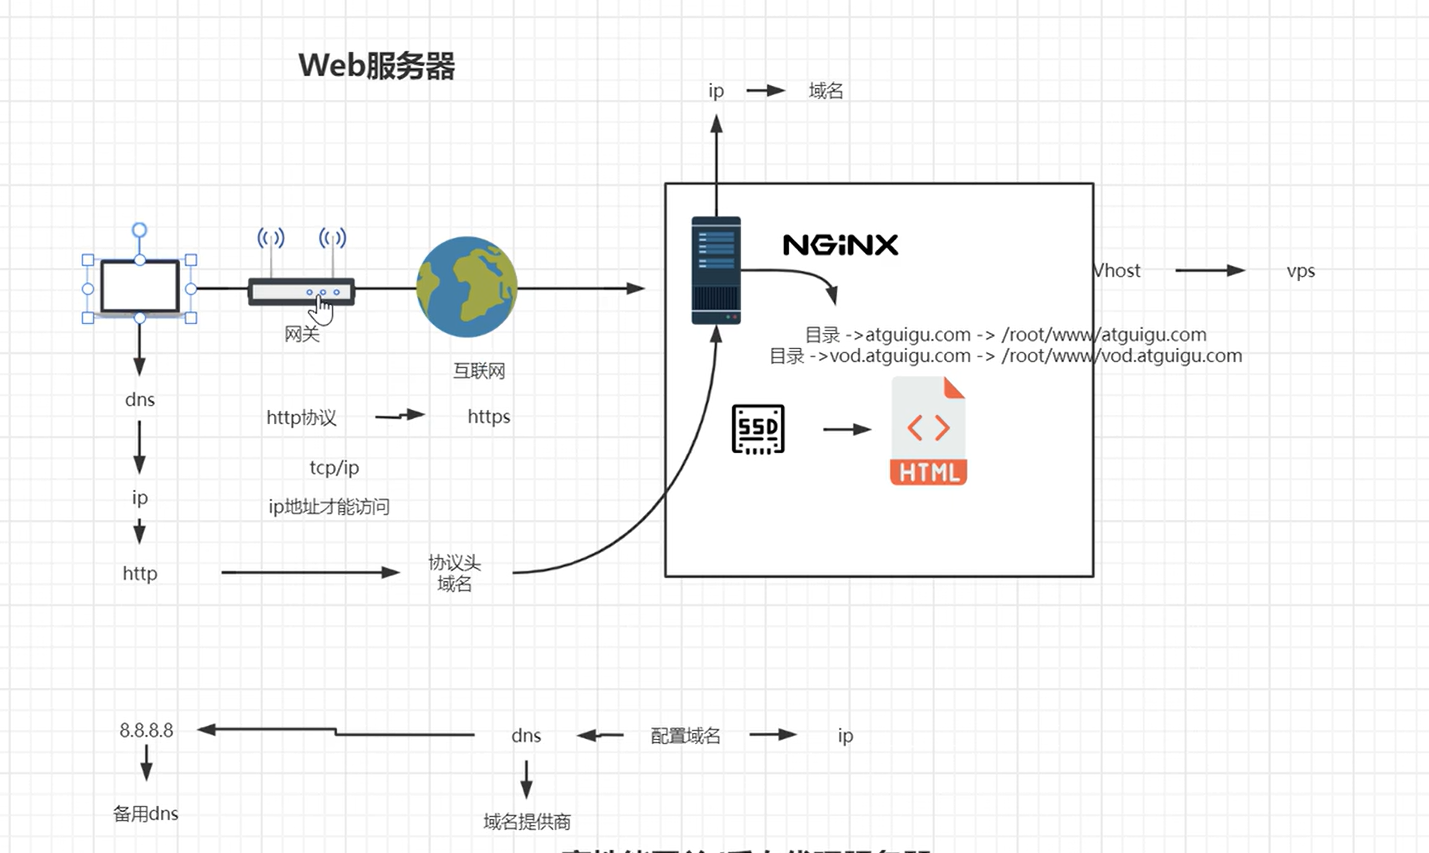 Web服务器
ip
域名
NGINX
Vhost
vps
目录 ->atguigu.com -> /root/www/atguigu.com
目录 ->vod.atguigu.com -> /root/www/vod.atguigu.com
网关
互联网
dns
http协议
https
SSD
HTML
tcp/ip
ip
ip地址才能访问
http
协议头
域名
8.8.8.8
dns
配置域名
ip
备用dns
域名提供商